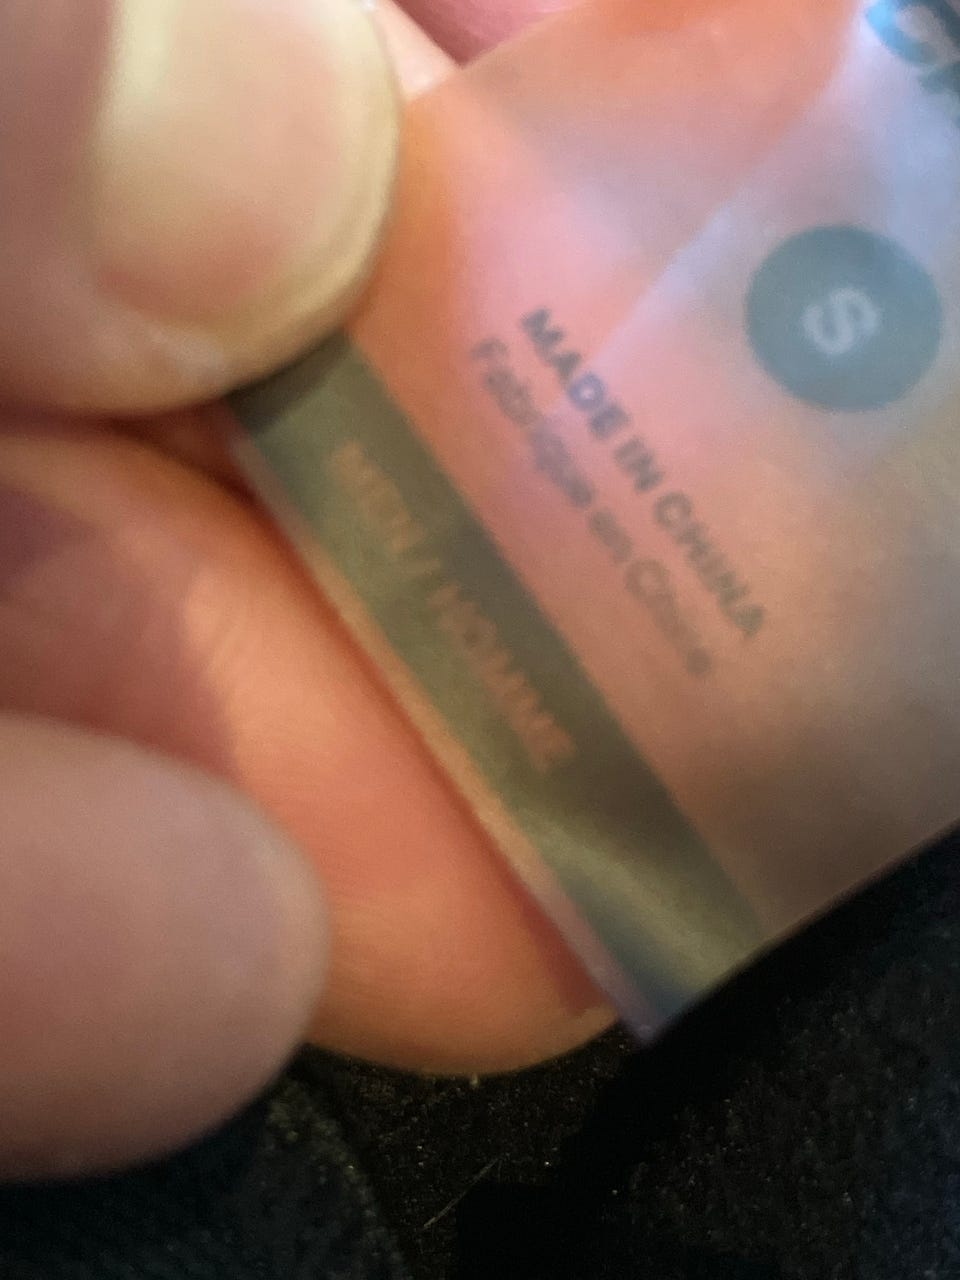 S
MADE IN CHINA
Fabriqué en Chine
MEN / HOMME